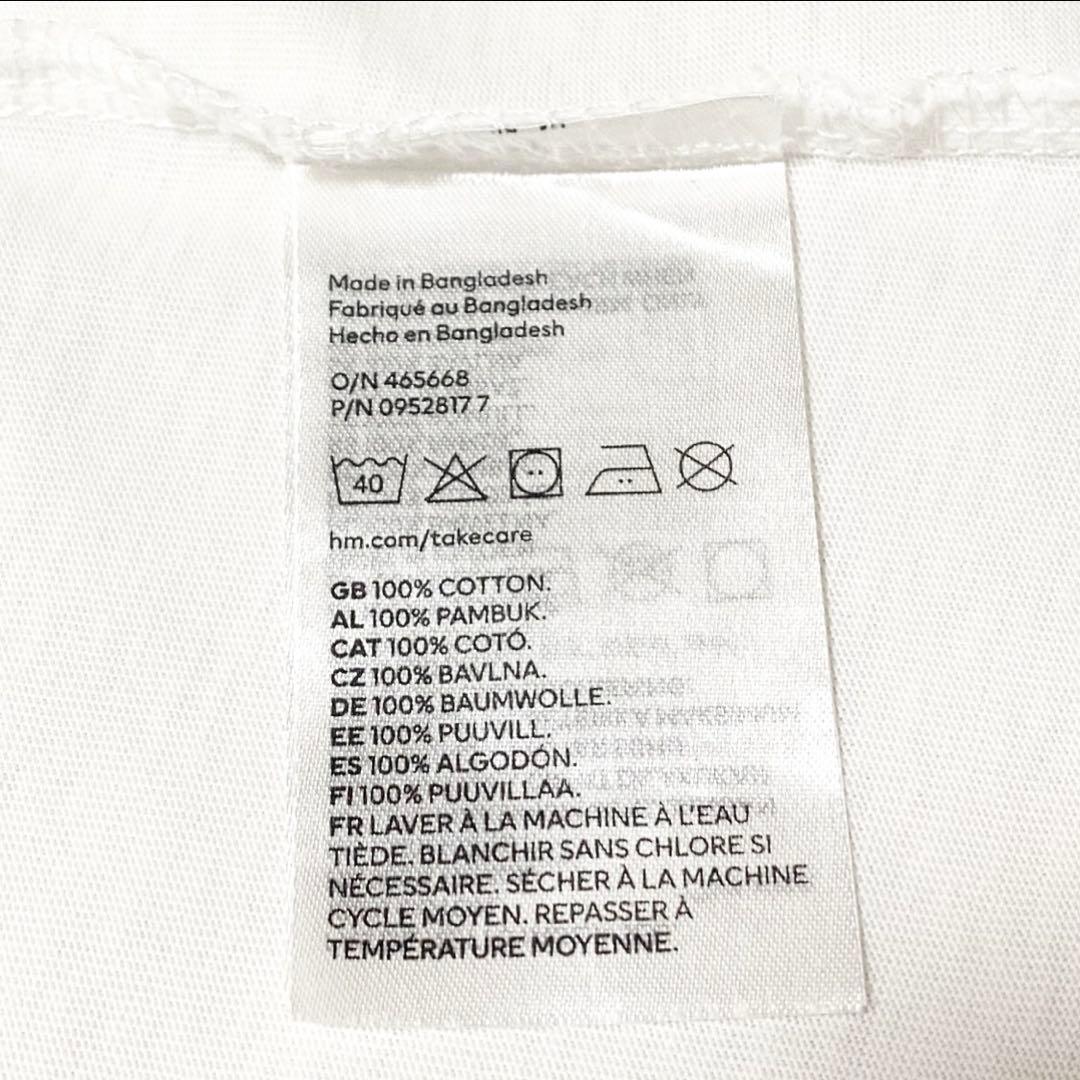 Made in Bangladesh
Fabriqué au Bangladesh
Hecho en Bangladesh
O/N 465668
P/N 0952817 7
40
hm.com/takecare
GB 100% COTTON.
AL 100% PAMBUK.
CAT 100% COTÓ.
CZ 100% BAVLNA.
DE 100% BAUMWOLLE.
EE 100% PUUVILL.
ES 100% ALGODÓN.
FI 100% PUUVILLAA.
FR LAVER À LA MACHINE À L'EAU
TIÈDE. BLANCHIR SANS CHLORE SI
NÉCESSAIRE. SÉCHER À LA MACHINE
CYCLE MOYEN. REPASSER À
TEMPÉRATURE MOYENNE.